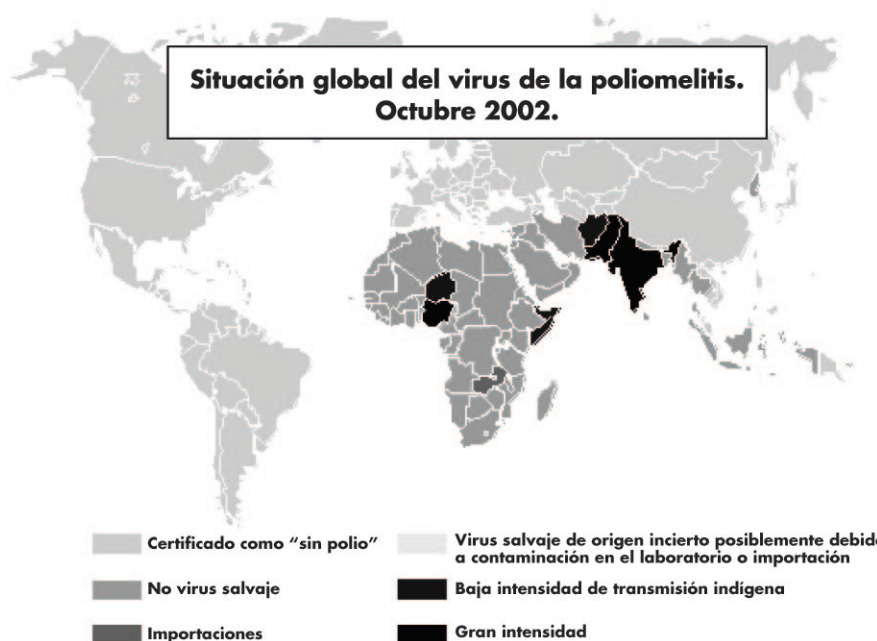 Situación global del virus de la poliomelitis.
Octubre 2002.
Certificado como “sin polio”
No virus salvaje
Importaciones
Virus salvaje de origen incierto posiblemente debid
a contaminación en el laboratorio o importación
Baja intensidad de transmisión indígena
Gran intensidad